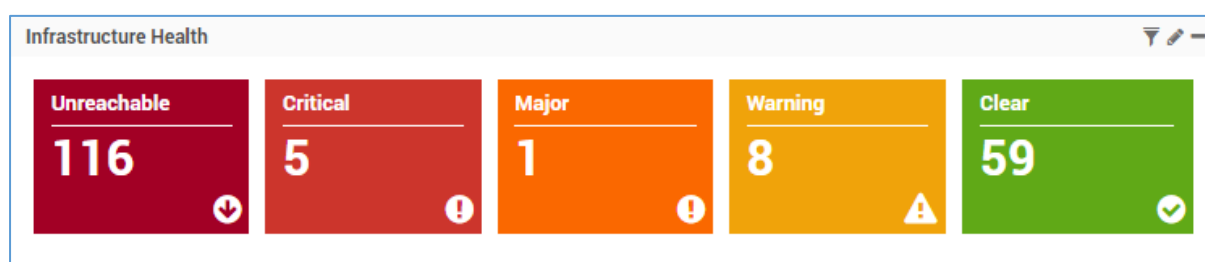 Infrastructure Health
Unreachable
116
Critical
5
Major
1
Warning
8
Clear
59